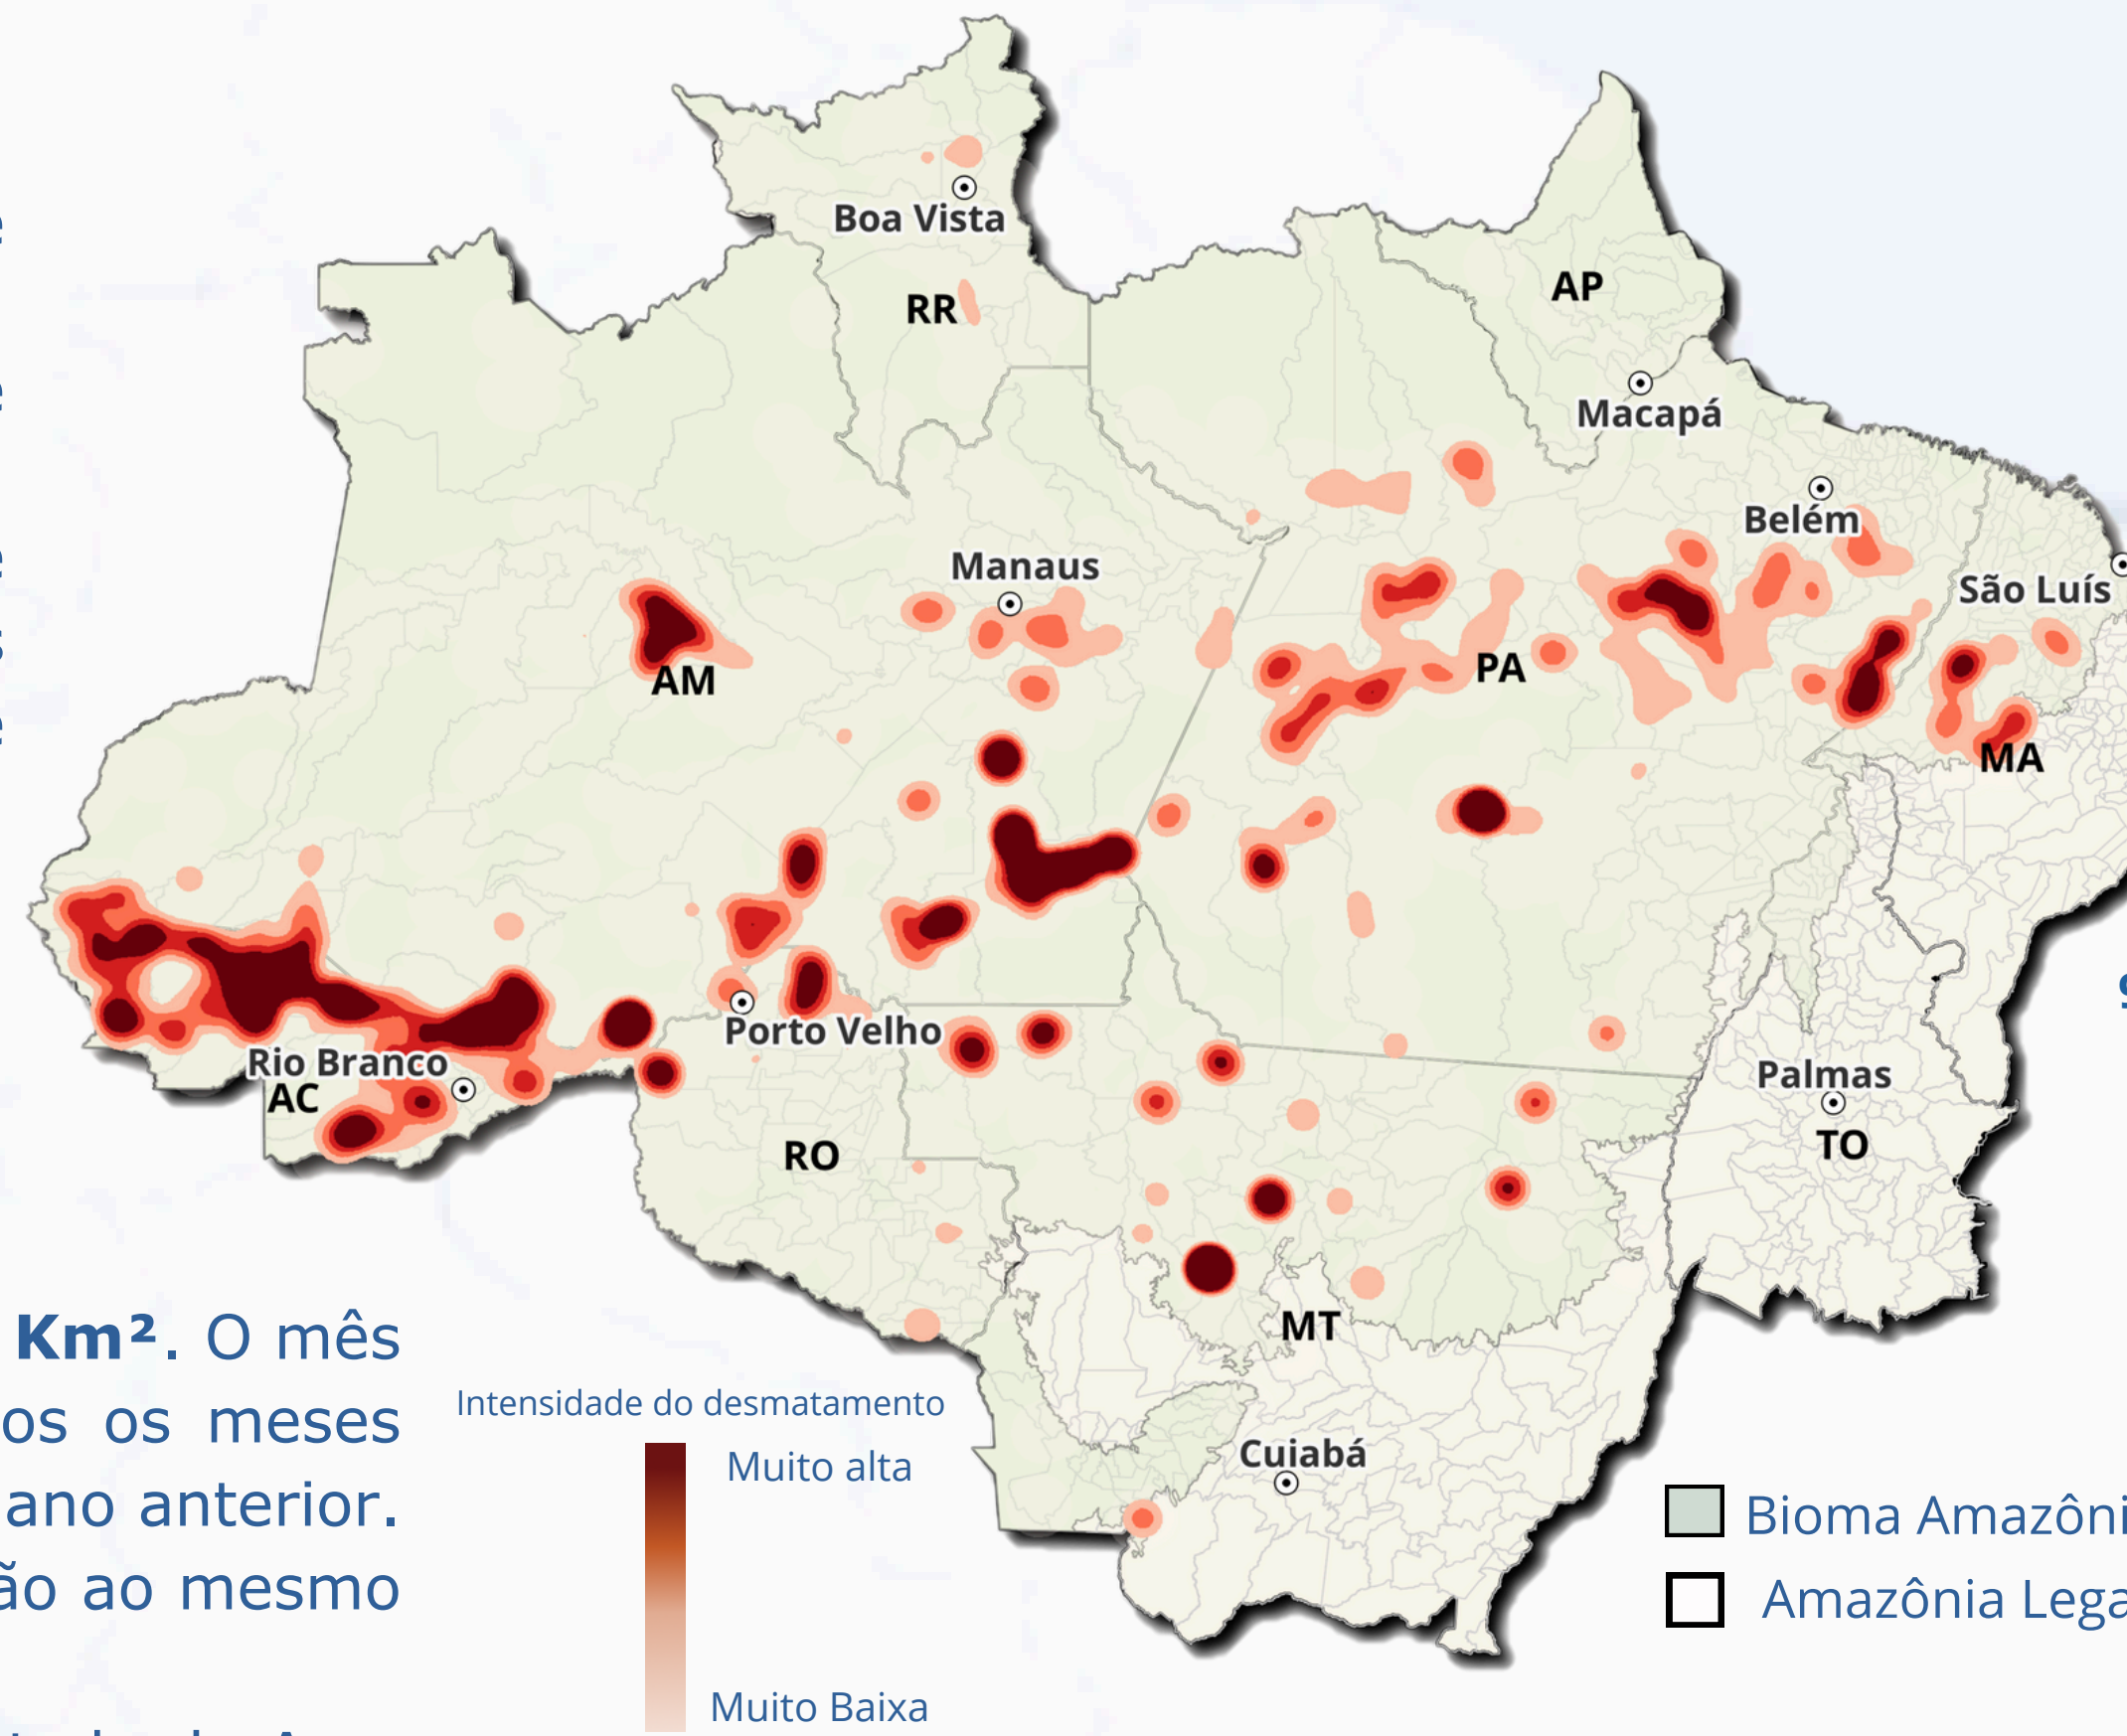 Boa Vista
RR
AP
Macapá
Belém
Manaus
São Luís
AM
PA
MA
Porto Velho
Rio Branco
AC
Palmas
TO
RO
MT
Cuiabá
Km². O mês
os os meses
ano anterior.
ão ao mesmo
Intensidade do desmatamento
Muito alta
Muito Baixa
Bioma Amazôni
Amazônia Lega